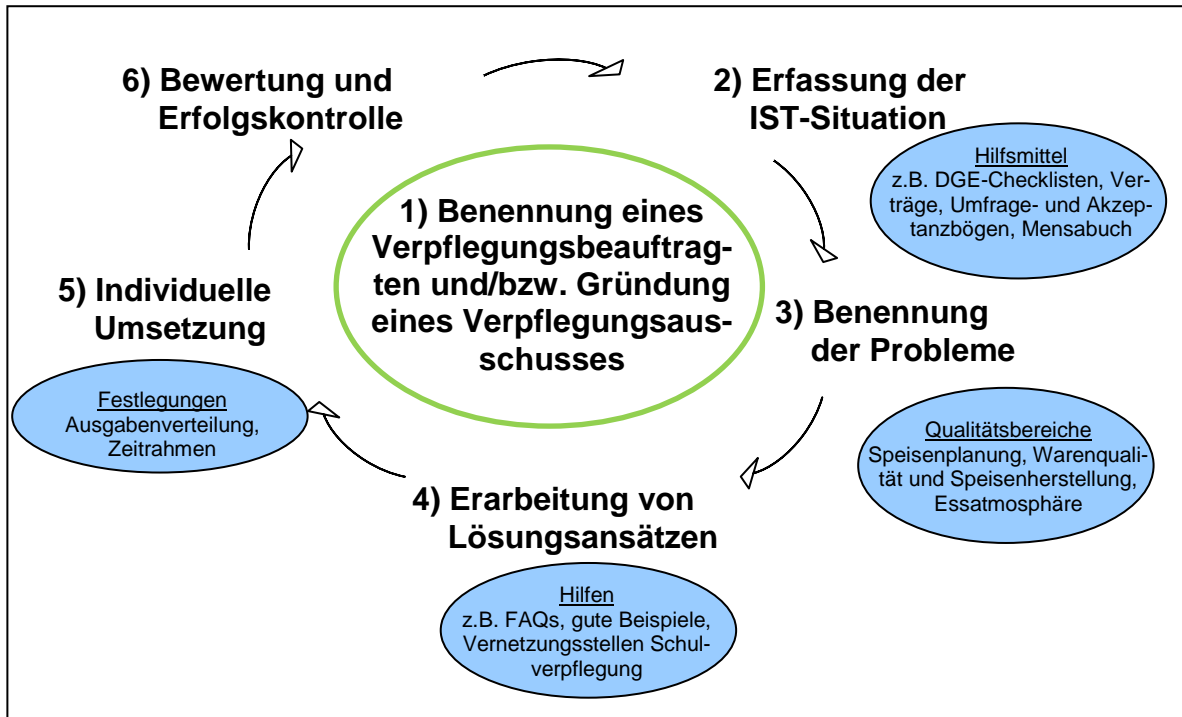 1) Benennung eines
Verpflegungsbeauftrag-
ten und/bzw. Gründung
eines Verpflegungsaus-
schusses
2) Erfassung der
IST-Situation
Hilfsmittel
z.B. DGE-Checklisten, Ver-
träge, Umfrage- und Akzep-
tanzbögen, Mensabuch
3) Benennung
der Probleme
Qualitätsbereiche
Speisenplanung, Warenquali-
tät und Speisenherstellung,
Essatmosphäre
4) Erarbeitung von
Lösungsansätzen
Hilfen
z.B. FAQs, gute Beispiele,
Vernetzungsstellen Schul-
verpflegung
5) Individuelle
Umsetzung
Festlegungen
Ausgabenverteilung,
Zeitrahmen
6) Bewertung und
Erfolgskontrolle